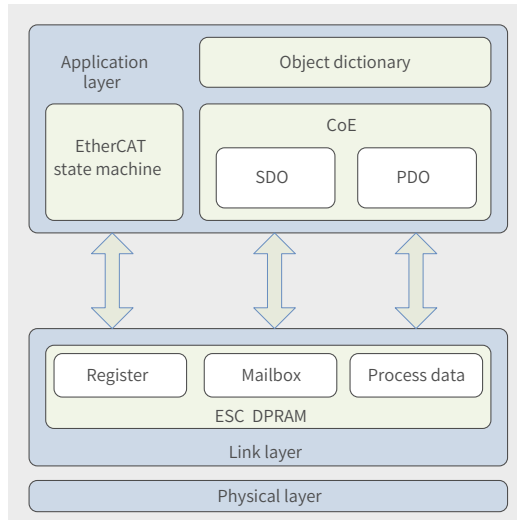 Application
layer
Object dictionary
EtherCAT
state machine
CoE
SDO
PDO
Register
Mailbox
Process data
ESC DPRAM
Link layer
Physical layer